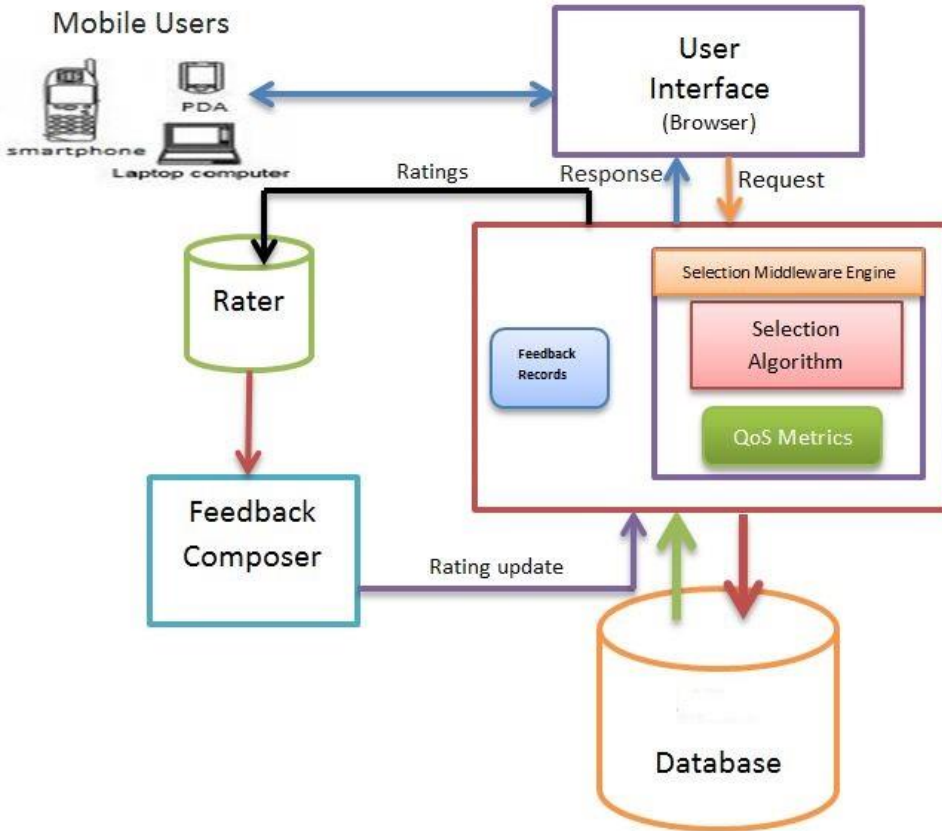 Mobile Users
PDA
smartphone
Laptop computer
User
Interface
(Browser)
Ratings
Response
Request
Rater
Selection Middleware Engine
Selection
Algorithm
Feedback
Records
QoS Metrics
Feedback
Composer
Rating update
Database